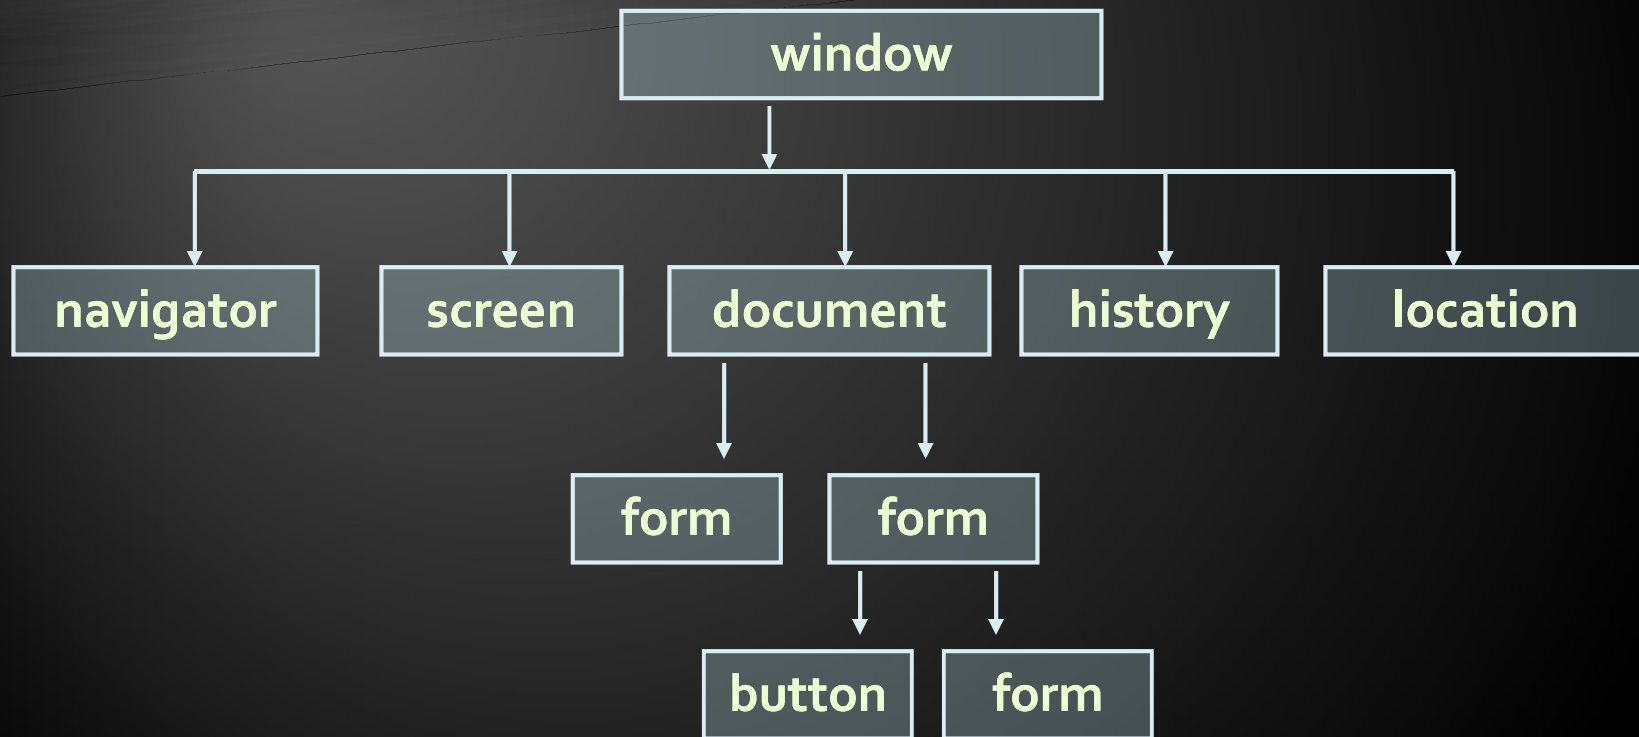 window
navigator
screen
document
history
location
form
form
button
form